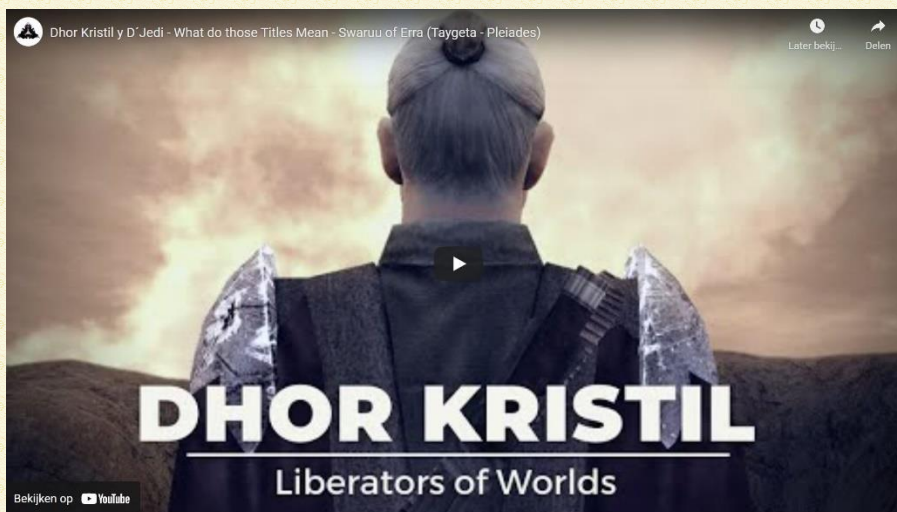 Dhor Kristil y D´Jedi - What do those Titles Mean - Swaruu of Erra (Taygeta - Pleiades)
Later bekij...
Delen
DHOR KRISTIL
Liberators of Worlds
Bekijken op YouTube